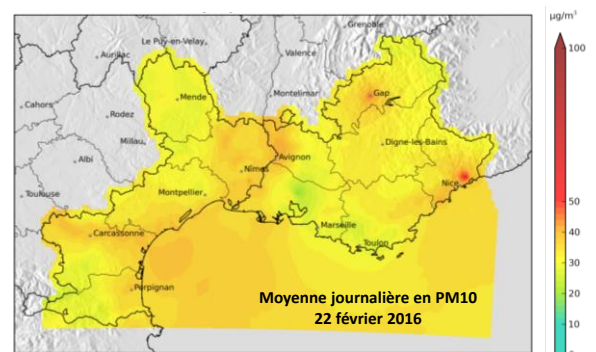 Grenoble
Le Puy-en-Velay
Aurillac
Valence
Cahors
Mende
Montelimar
Gap
Rodez
Millau
Digne-les-Bains
Albi
Avignon
Nîmes
Toulouse
Montpellier
Nice
Marseille
Carcassonne
Toulon
Perpignan
Moyenne journalière en PM10
22 février 2016
µg/m³
100
50
40
30
20
10
0